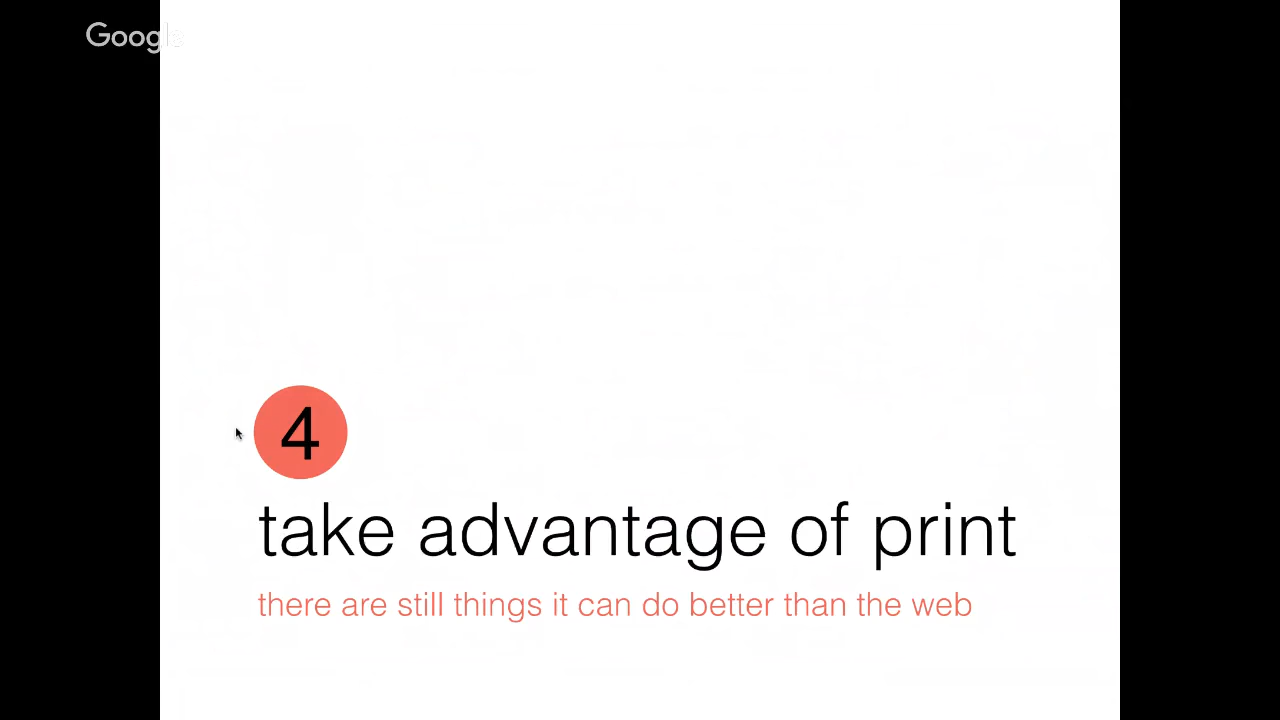 Google
4
take advantage of print
there are still things it can do better than the web